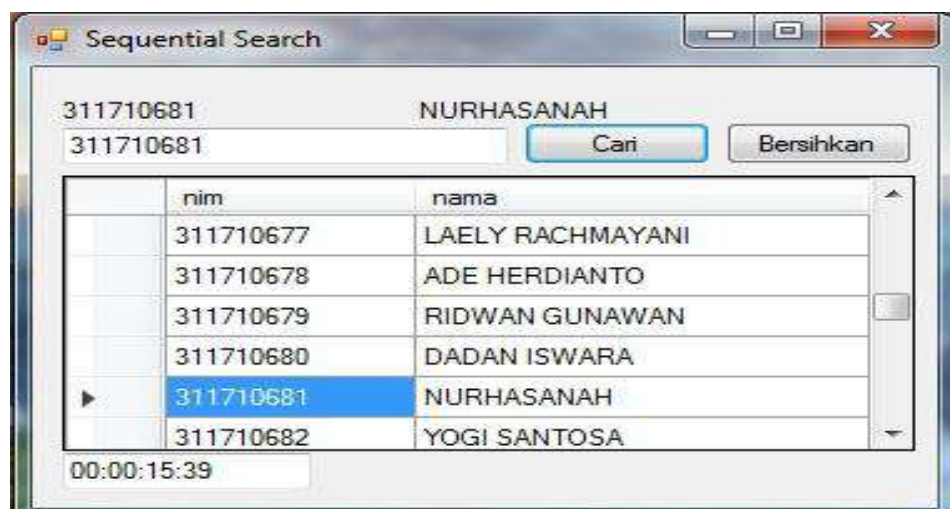 Sequential Search
311710681 NURHASANAH
311710681 Cari Bersihkan
nim nama
311710677 LAELY RACHMAYANI
311710678 ADE HERDIANTO
311710679 RIDWAN GUNAWAN
311710680 DADAN ISWARA
311710681 NURHASANAH
311710682 YOGI SANTOSA
00:00:15:39